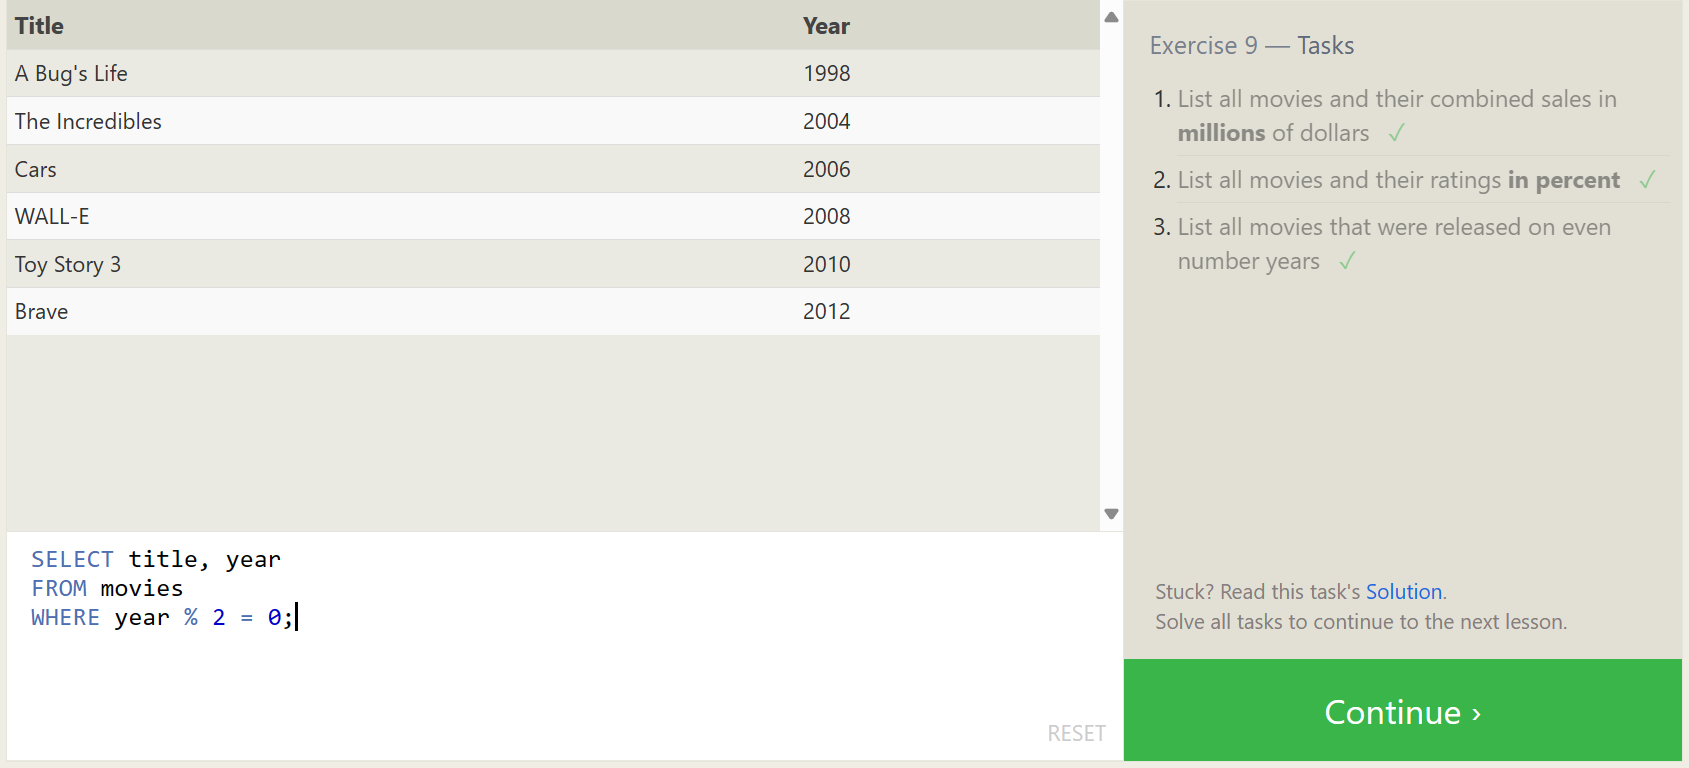 Title Year
A Bug's Life 1998
The Incredibles 2004
Cars 2006
WALL-E 2008
Toy Story 3 2010
Brave 2012
SELECT title, year
FROM movies
WHERE year % 2 = 0;
RESET
Exercise 9 — Tasks
1. List all movies and their combined sales in
millions of dollars ✓
2. List all movies and their ratings in percent ✓
3. List all movies that were released on even
number years ✓
Stuck? Read this task's Solution.
Solve all tasks to continue to the next lesson.
Continue ›